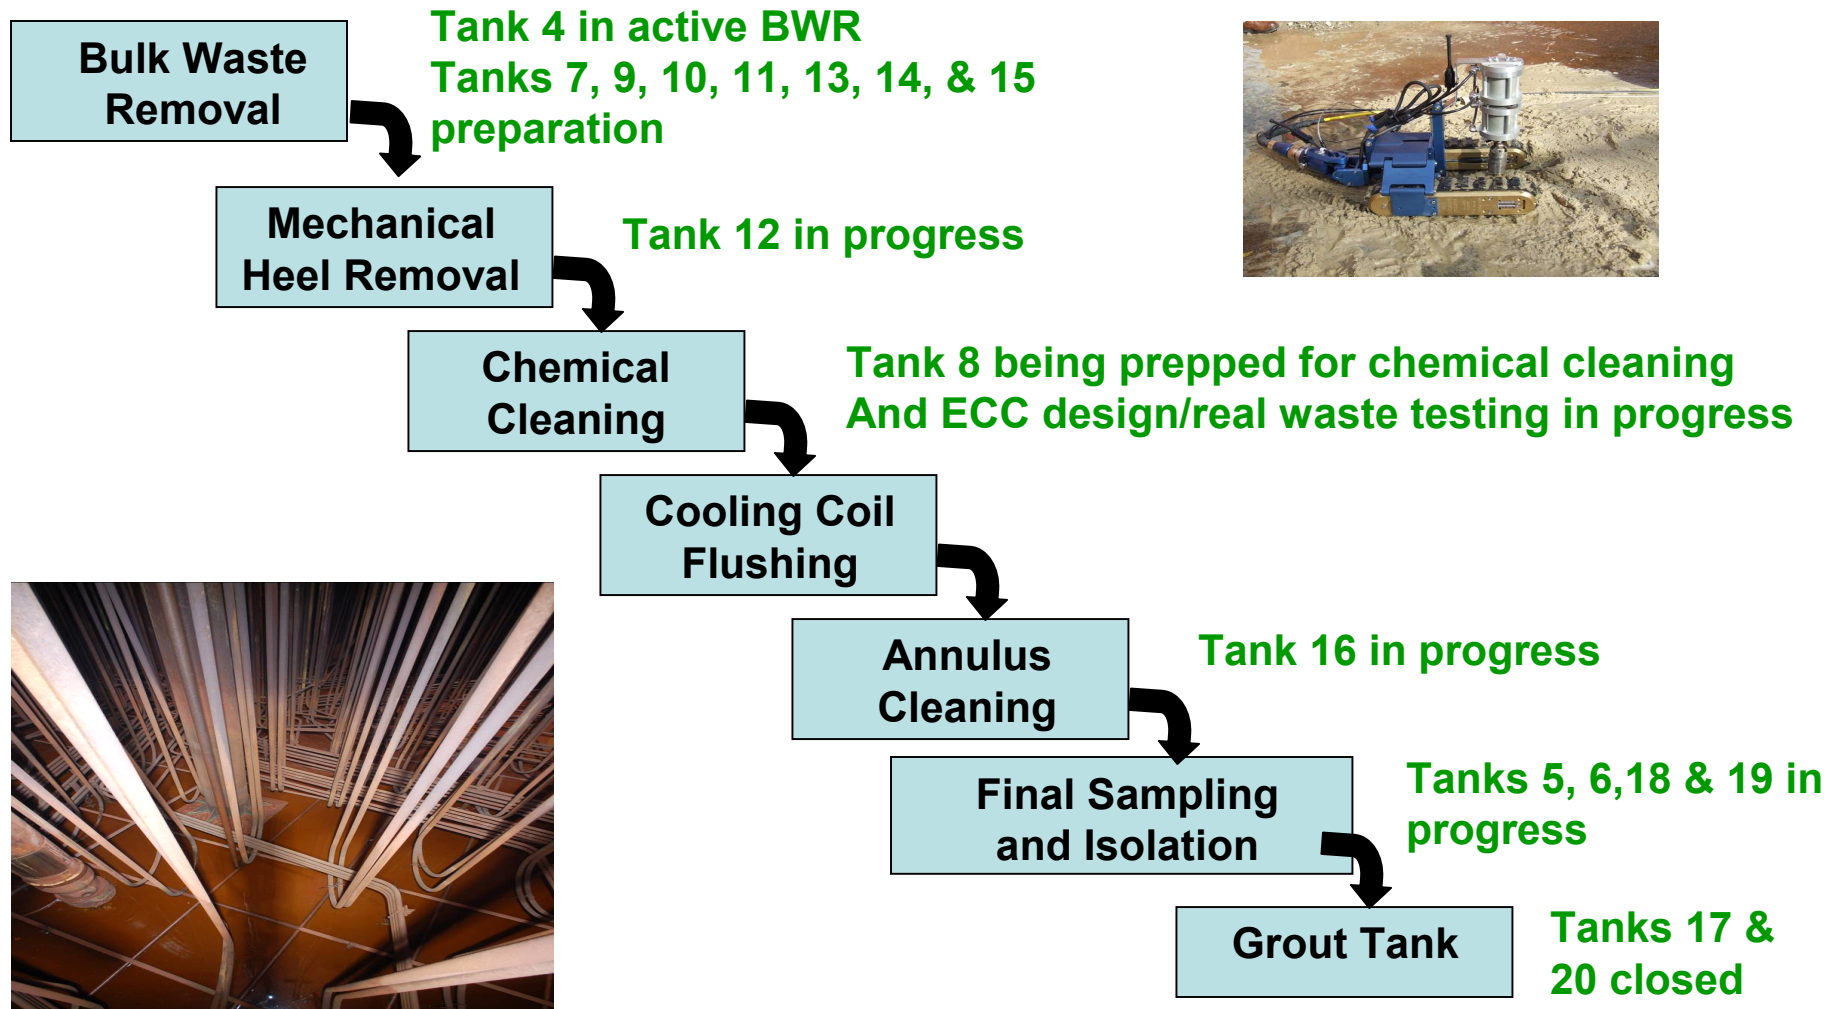 Bulk Waste
Removal
Tank 4 in active BWR
Tanks 7, 9, 10, 11, 13, 14, & 15
preparation
Mechanical
Heel Removal
Tank 12 in progress
Chemical
Cleaning
Tank 8 being prepped for chemical cleaning
And ECC design/real waste testing in progress
Cooling Coil
Flushing
Annulus
Cleaning
Tank 16 in progress
Final Sampling
and Isolation
Tanks 5, 6,18 & 19 in
progress
Grout Tank
Tanks 17 &
20 closed